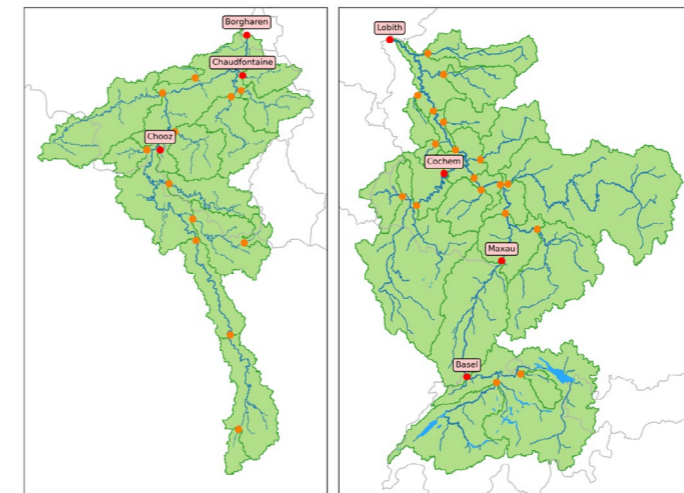 Borgharen
Chaudfontaine
Chooz
Lobith
Cochem
Maxau
Basel